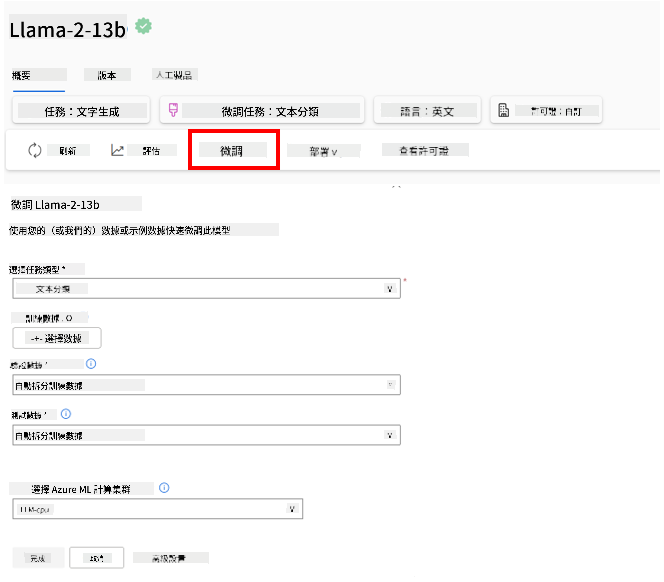 Llama-2-13b
概要 版本 人工製品
任務：文字生成 微調任務：文本分類 語言：英文 許可證：自訂
刷新 評估 微調 部署 v 查看許可證
微調 Llama-2-13b
使用您的（或我們的）數據或示例數據快速微調此模型
選擇任務類型 *
文本分類
訓練數據
-+- 選擇數據
驗證數據
自動拆分訓練數據
測試數據
自動拆分訓練數據
選擇 Azure ML 計算集群
完成 取消 高級設置